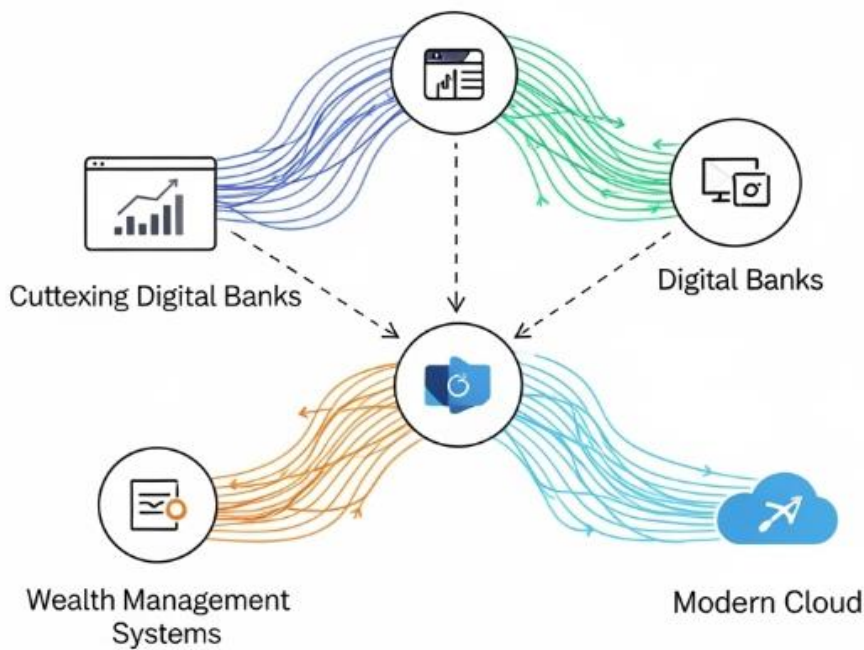 Cuttexing Digital Banks
Digital Banks
Wealth Management
Systems
Modern Cloud